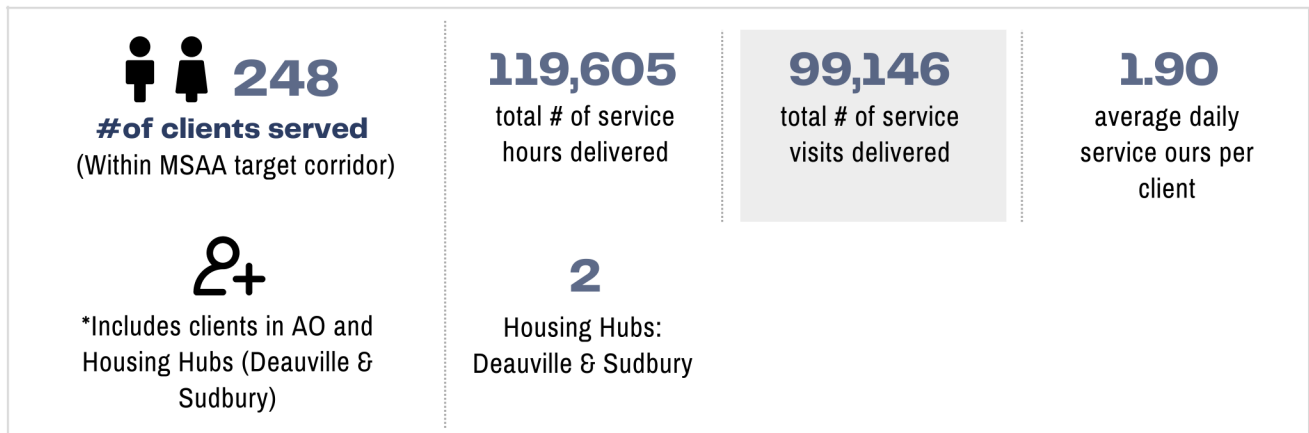 248
#of clients served
(Within MSAA target corridor)
119,605
total # of service
hours delivered
99,146
total # of service
visits delivered
1.90
average daily
service ours per
client
*Includes clients in AO and
Housing Hubs (Deauville &
Sudbury)
2
Housing Hubs:
Deauville & Sudbury